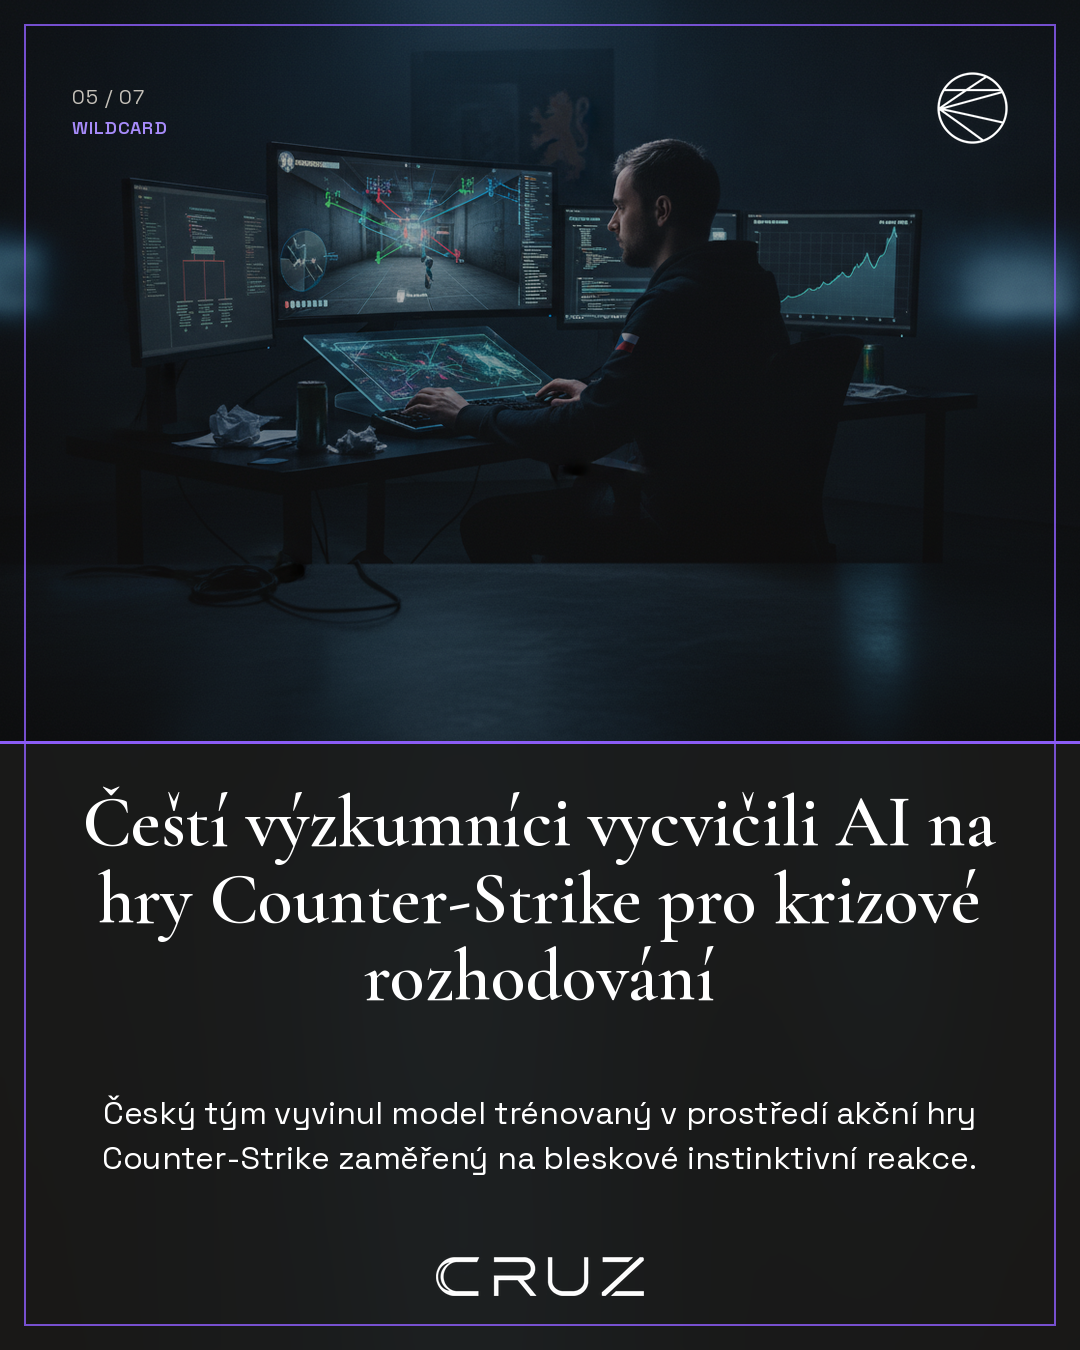 05 / 07
WILDCARD
Čeští výzkumníci vycvičili AI na
hry Counter-Strike pro krizové
rozhodování
Český tým vyvinul model trénovaný v prostředí akční hry
Counter-Strike zaměřený na bleskové instinktivní reakce.
CRUZ